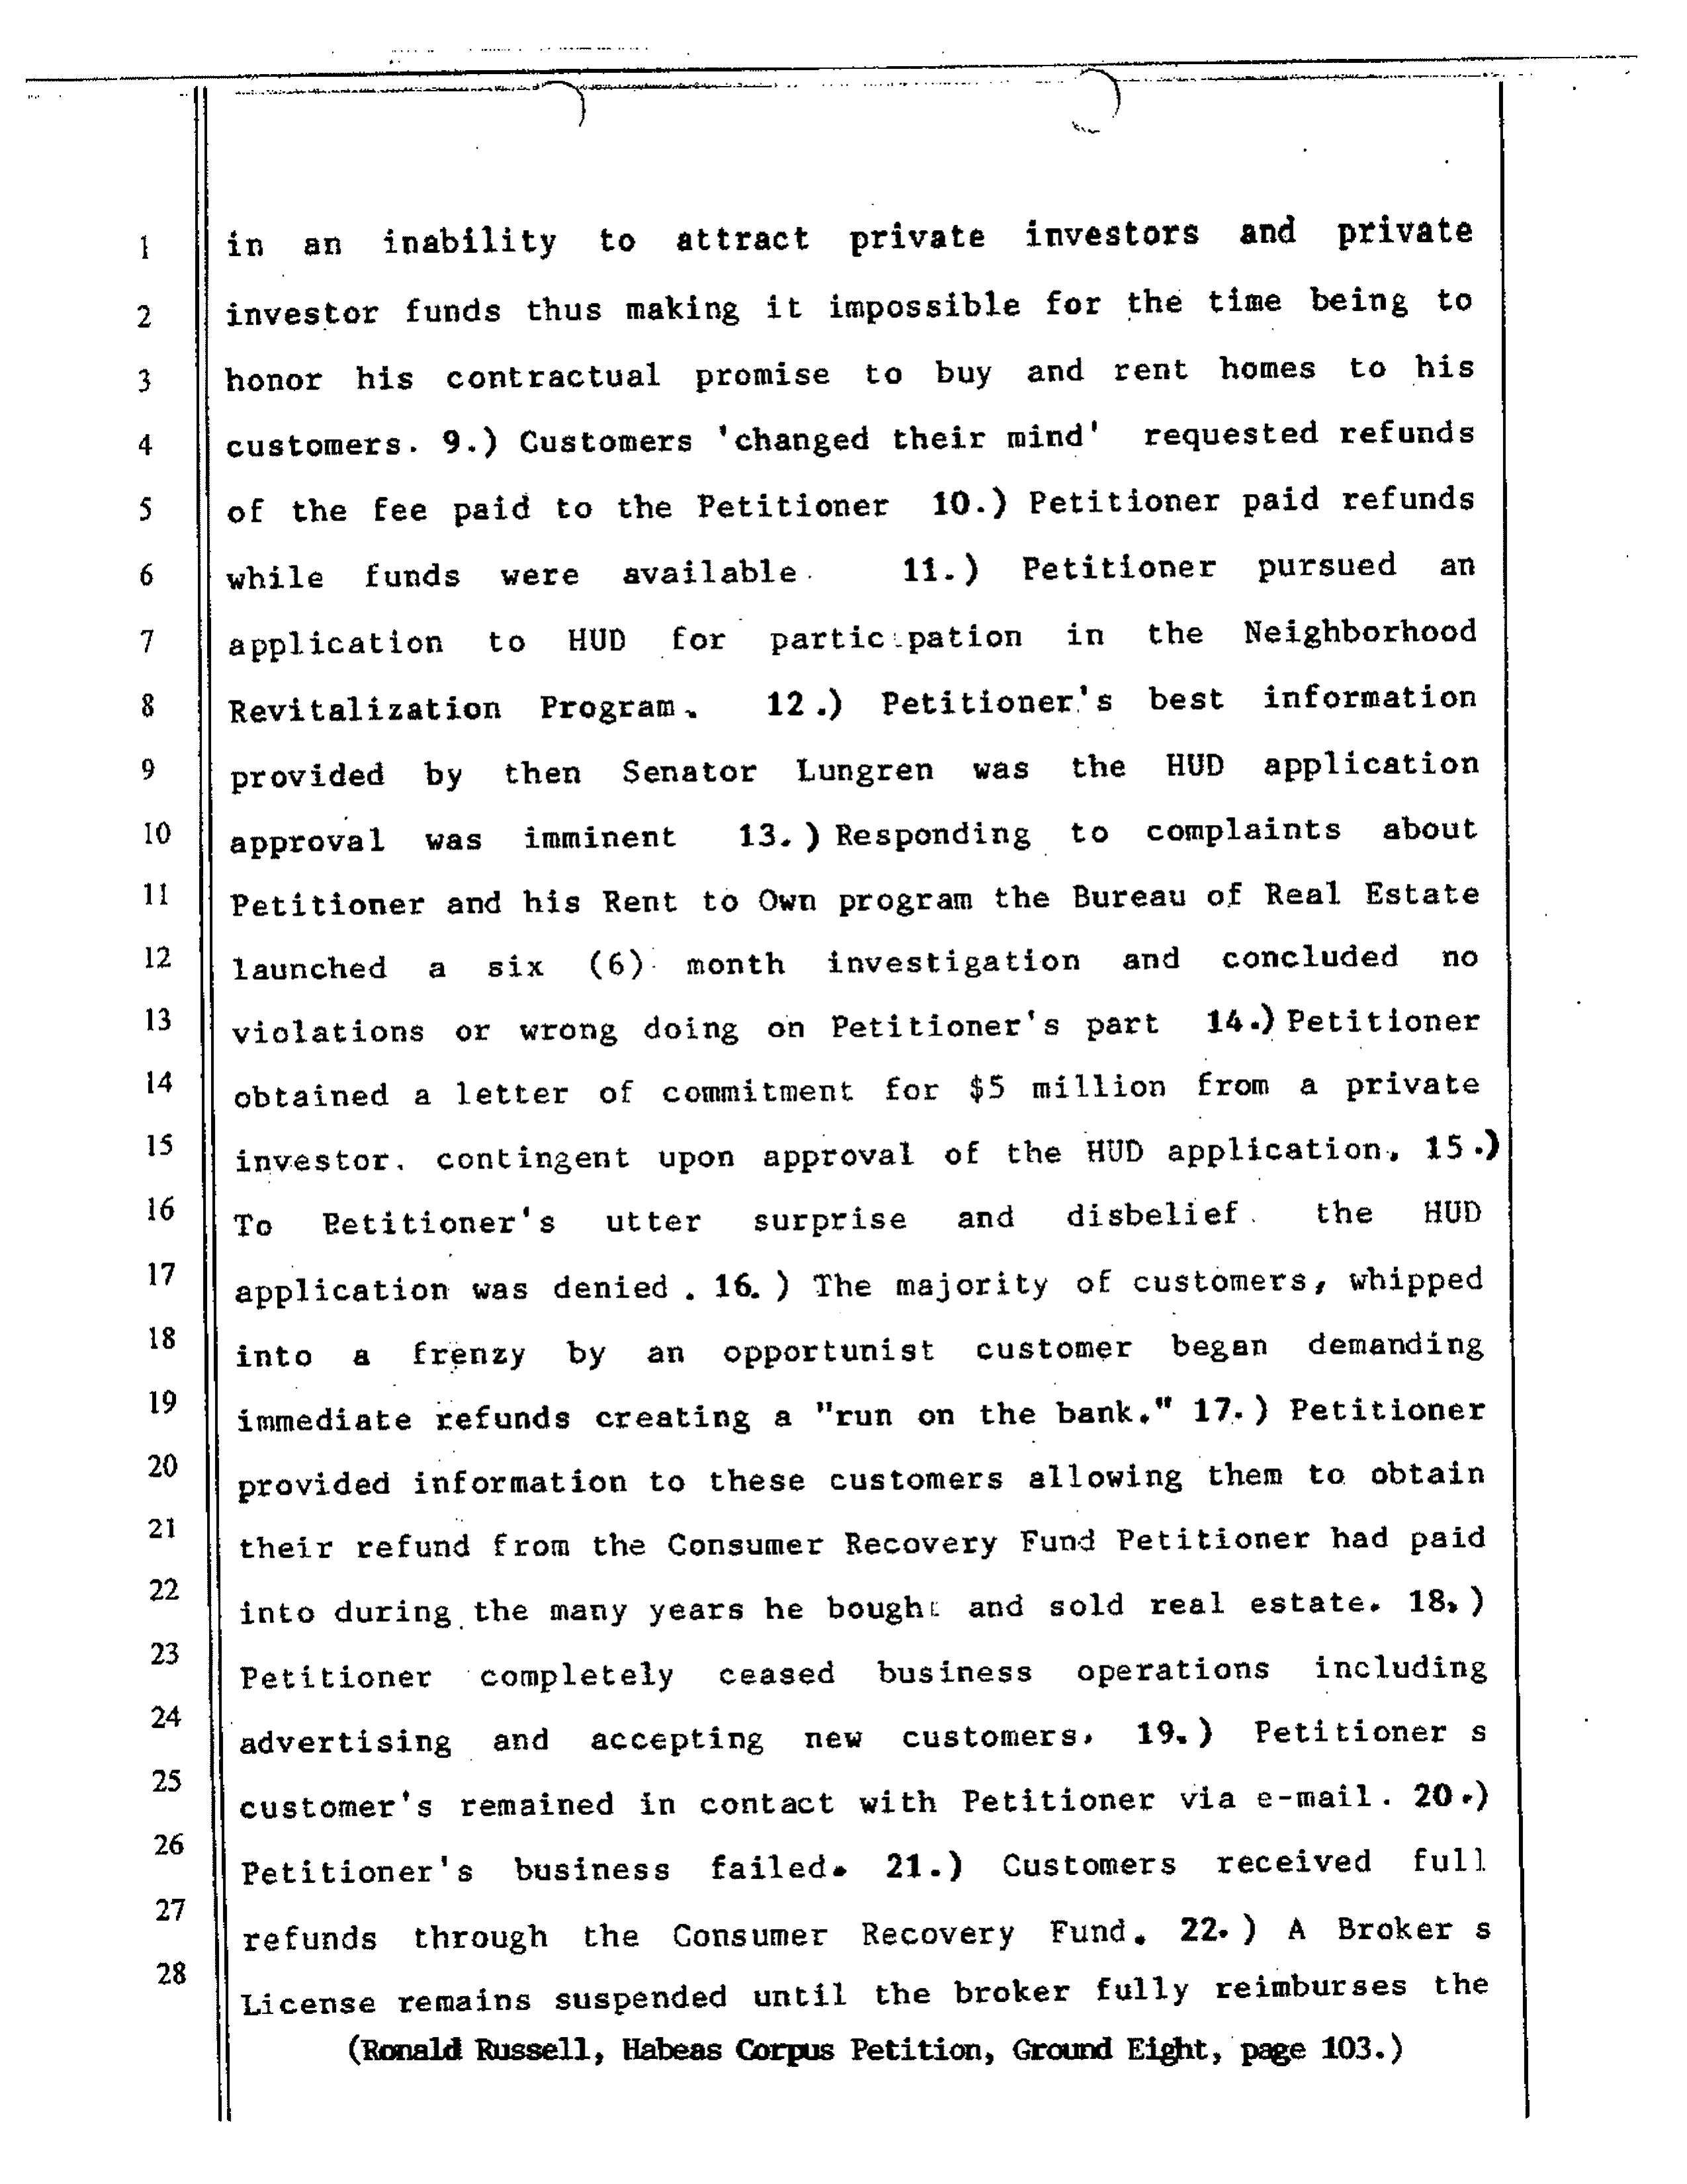 1 in an inability to attract private investors and private
2 investor funds thus making it impossible for the time being to
3 honor his contractual promise to buy and rent homes to his
4 customers. 9.) Customers 'changed their mind' requested refunds
5 of the fee paid to the Petitioner 10.) Petitioner paid refunds
6 while funds were available. 11.) Petitioner pursued an
7 application to HUD for participation in the Neighborhood
8 Revitalization Program. 12.) Petitioner's best information
9 provided by then Senator Lungren was the HUD application
10 approval was imminent 13.) Responding to complaints about
11 Petitioner and his Rent to Own program the Bureau of Real Estate
12 launched a six (6) month investigation and concluded no
13 violations or wrong doing on Petitioner's part 14.) Petitioner
14 obtained a letter of commitment for $5 million from a private
15 investor. contingent upon approval of the HUD application. 15.)
16 To Petitioner's utter surprise and disbelief. the HUD
17 application was denied. 16.) The majority of customers, whipped
18 into a frenzy by an opportunist customer began demanding
19 immediate refunds creating a "run on the bank." 17.) Petitioner
20 provided information to these customers allowing them to obtain
21 their refund from the Consumer Recovery Fund Petitioner had paid
22 into during the many years he bought and sold real estate. 18.)
23 Petitioner completely ceased business operations including
24 advertising and accepting new customers. 19.) Petitioner s
25 customer's remained in contact with Petitioner via e-mail. 20.)
26 Petitioner's business failed. 21.) Customers received full
27 refunds through the Consumer Recovery Fund. 22.) A Broker s
28 License remains suspended until the broker fully reimburses the
(Ronald Russell, Habeas Corpus Petition, Ground Eight, page 103.)